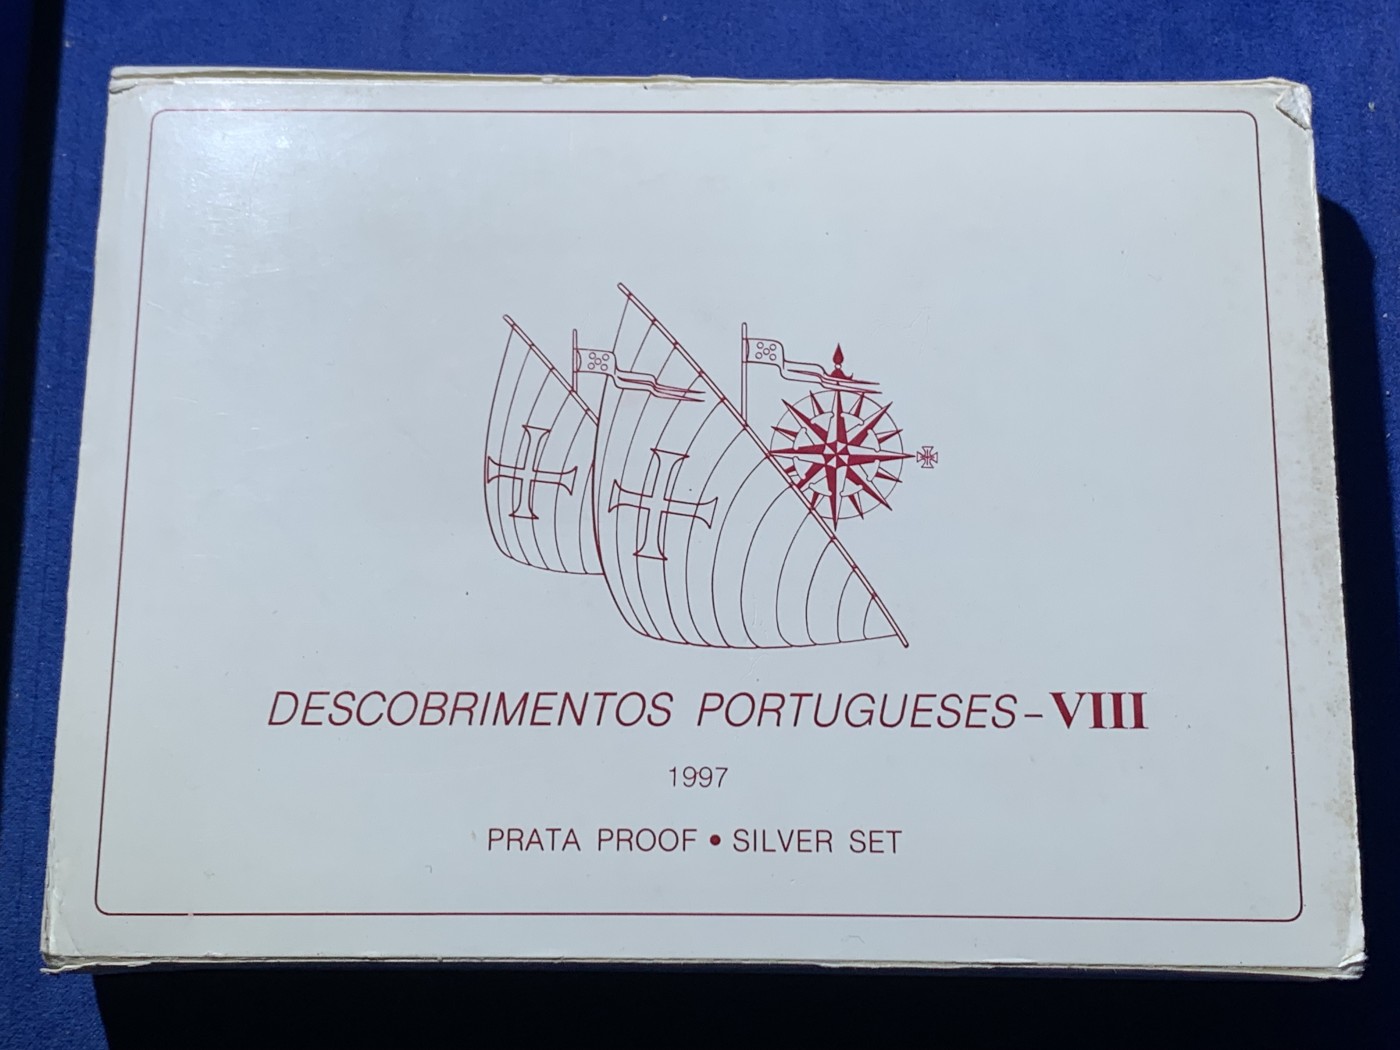 DESCOBRIMENTOS PORTUGUESES – VIII
1997
PRATA PROOF • SILVER SET